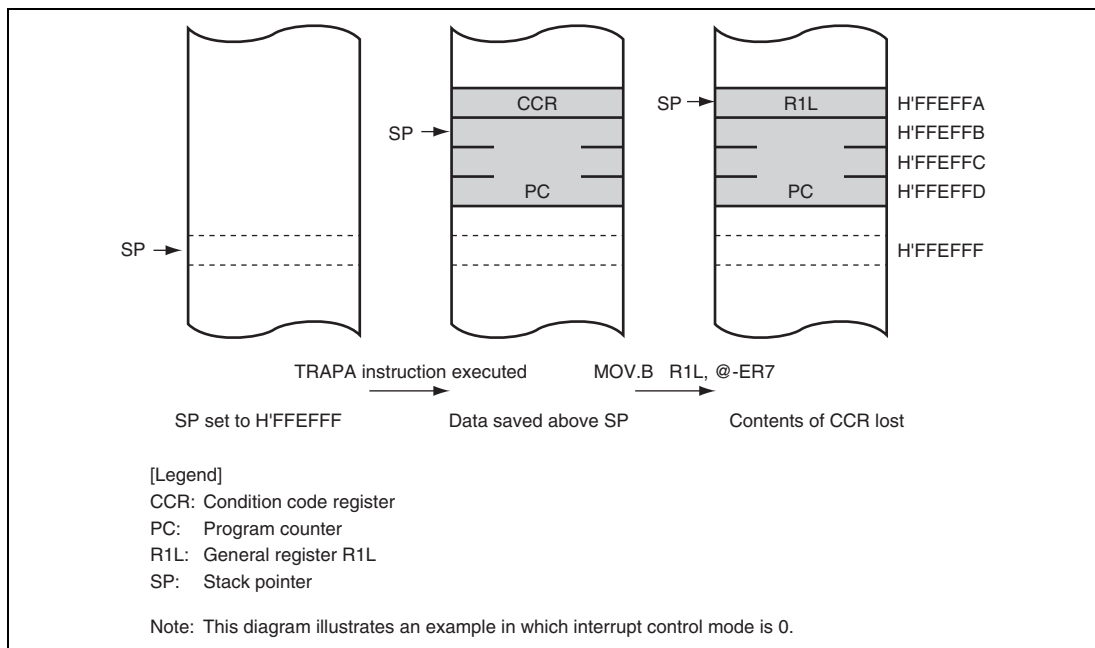 CCR
SP
R1L
H'FFEFFA
SP
H'FFEFFB
H'FFEFFC
PC
PC
H'FFEFFD
SP
H'FFEFFF
TRAPA instruction executed
MOV.B R1L, @-ER7
SP set to H'FFEFFF
Data saved above SP
Contents of CCR lost
[Legend]
CCR: Condition code register
PC: Program counter
R1L: General register R1L
SP: Stack pointer
Note: This diagram illustrates an example in which interrupt control mode is 0.